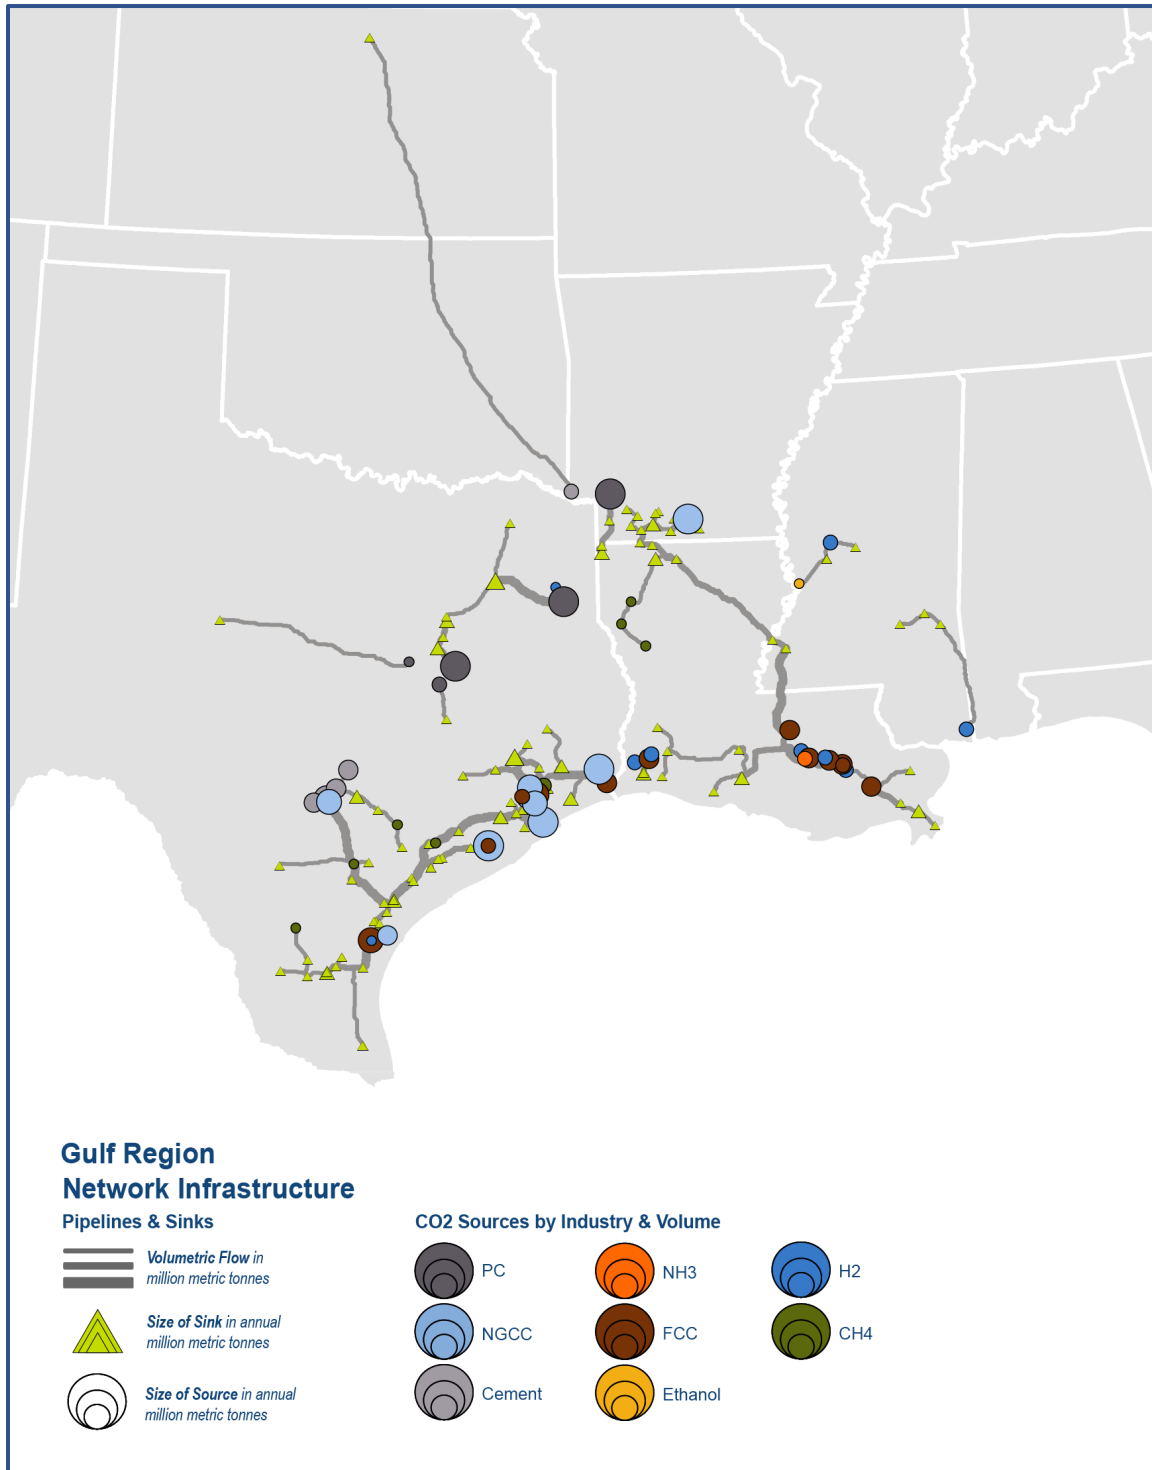 Gulf Region
Network Infrastructure
Pipelines & Sinks
Volumetric Flow in
million metric tonnes
Size of Sink in annual
million metric tonnes
Size of Source in annual
million metric tonnes
CO2 Sources by Industry & Volume
PC
NH3
H2
NGCC
FCC
CH4
Cement
Ethanol